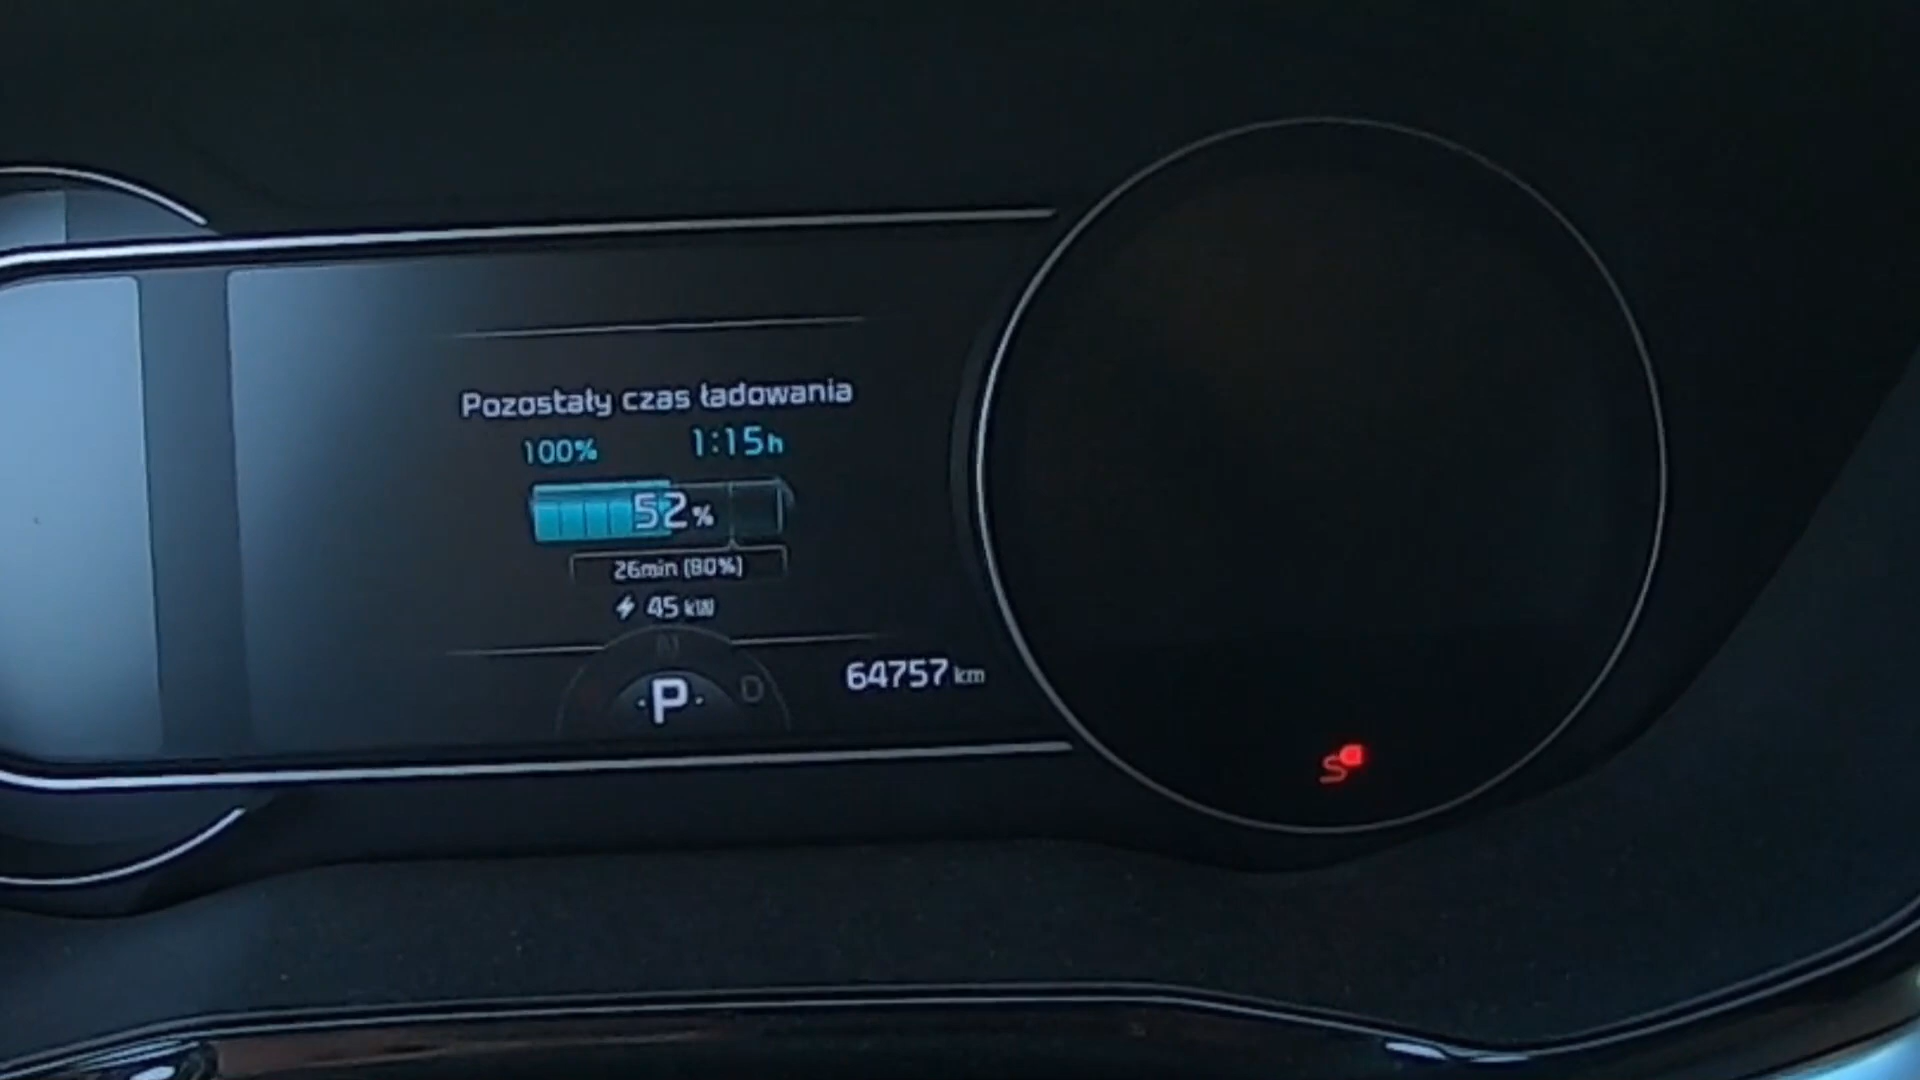 Pozostały czas ładowania
100% 1:15h
52%
26min (80%)
45 kW
P D
64757 km